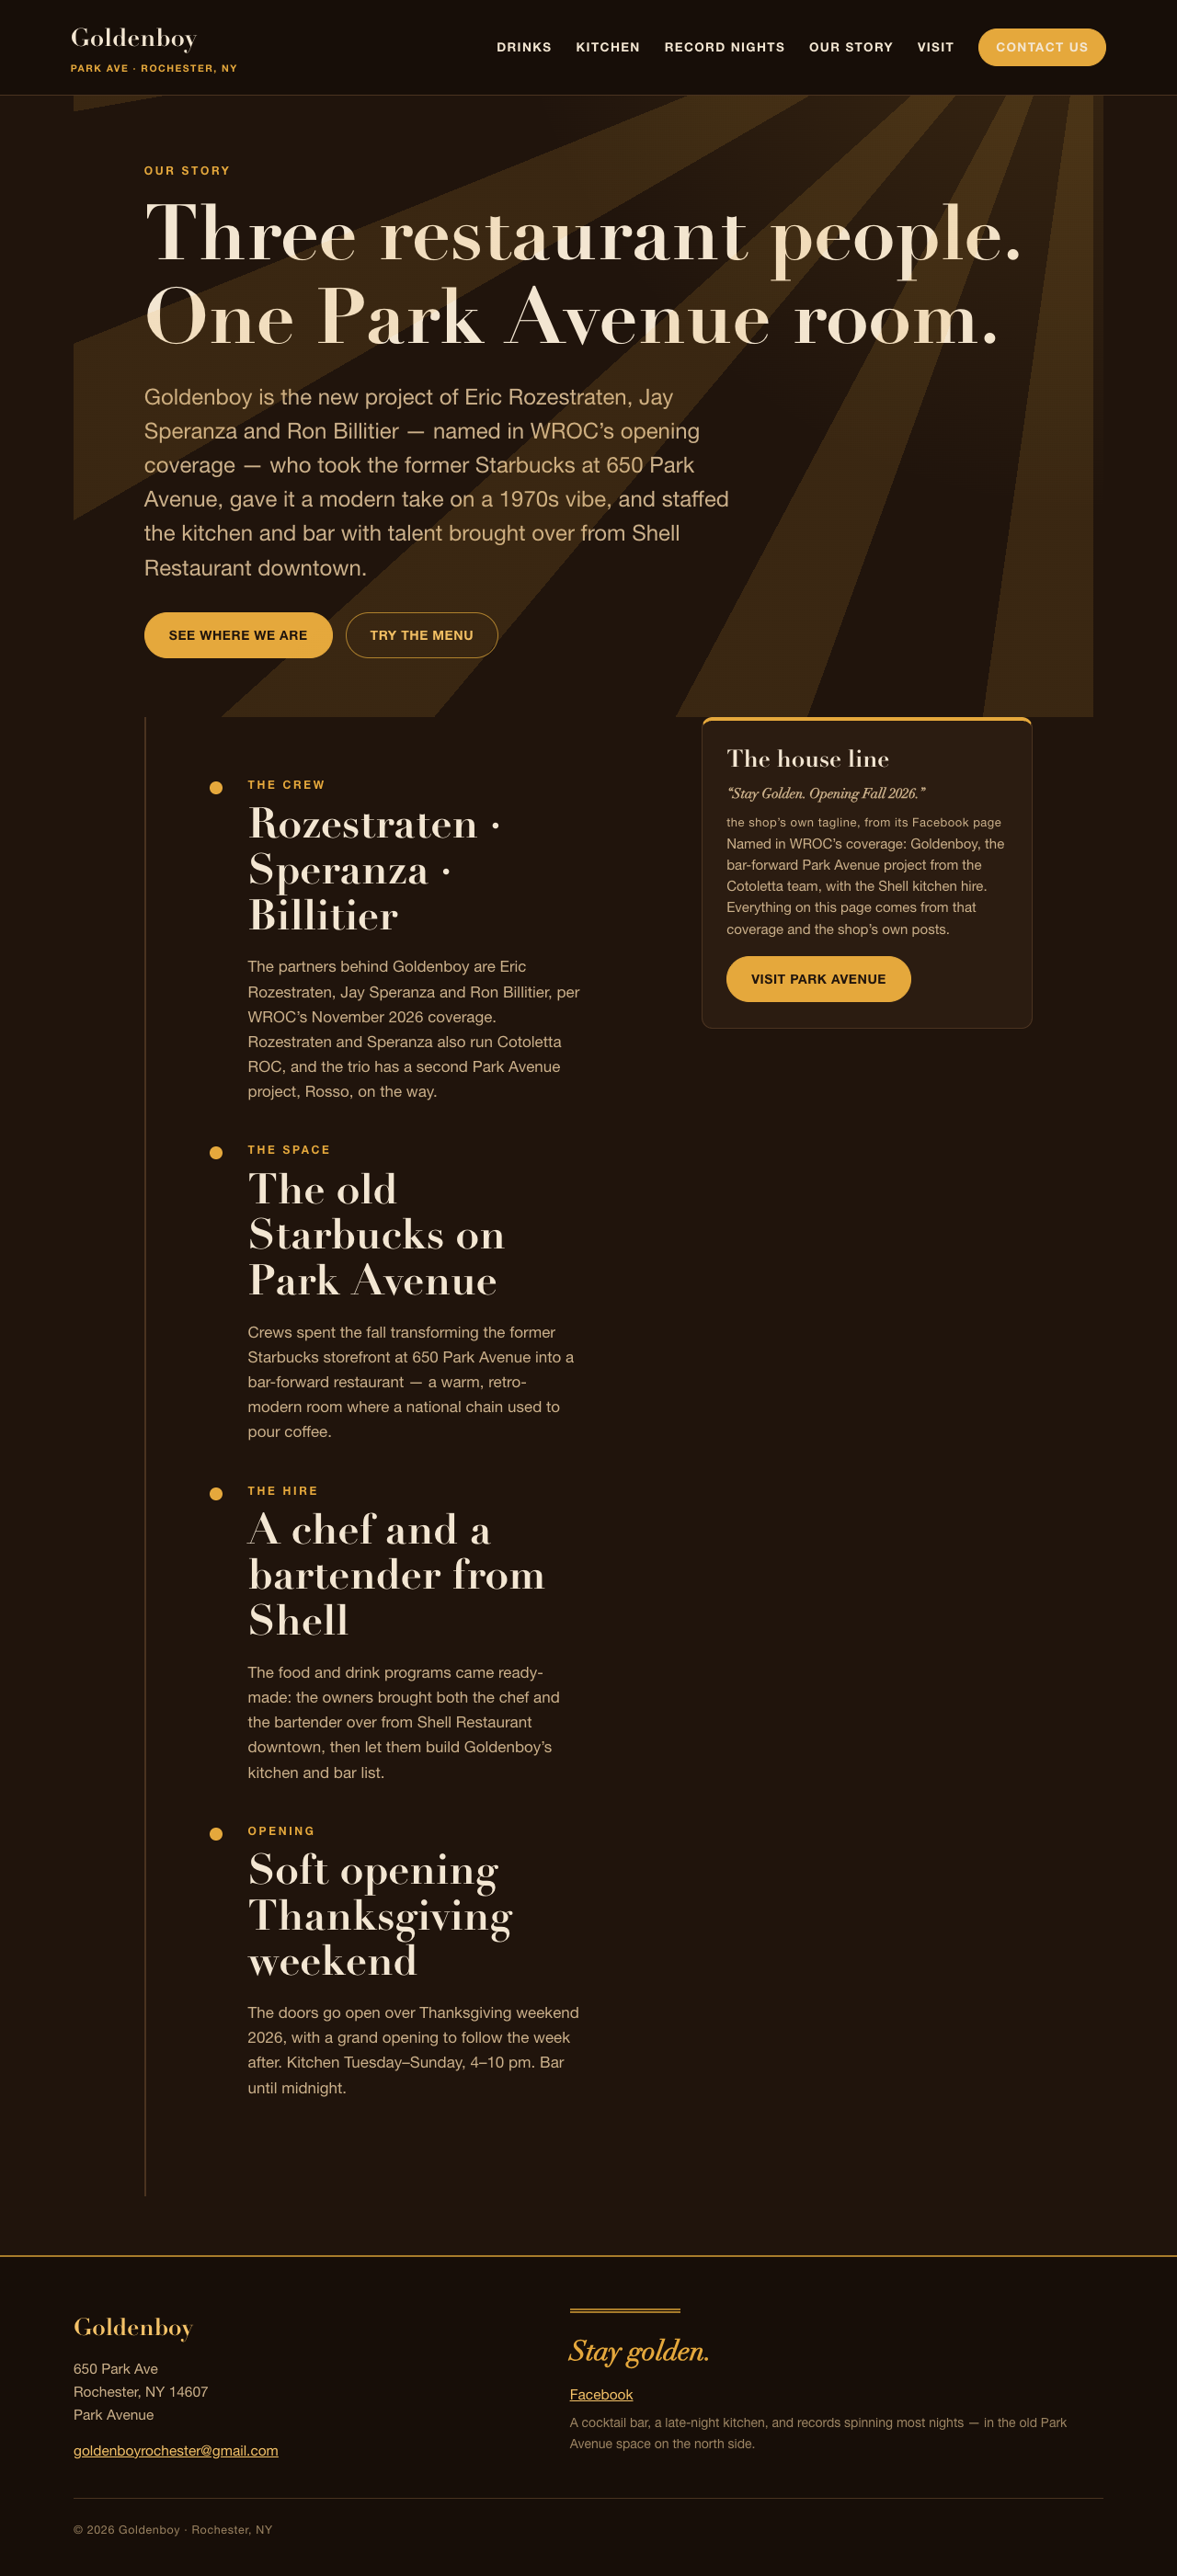 Goldenboy
PARK AVE · ROCHESTER, NY
DRINKS KITCHEN RECORD NIGHTS OUR STORY VISIT CONTACT US
OUR STORY
Three restaurant people.
One Park Avenue room.
Goldenboy is the new project of Eric Rozestraten, Jay
Speranza and Ron Billitier — named in WROC’s opening
coverage — who took the former Starbucks at 650 Park
Avenue, gave it a modern take on a 1970s vibe, and staffed
the kitchen and bar with talent brought over from Shell
Restaurant downtown.
SEE WHERE WE ARE TRY THE MENU
THE CREW
Rozestraten ·
Speranza ·
Billitier
The partners behind Goldenboy are Eric
Rozestraten, Jay Speranza and Ron Billitier, per
WROC’s November 2026 coverage.
Rozestraten and Speranza also run Cotoletta
ROC, and the trio has a second Park Avenue
project, Rosso, on the way.
THE SPACE
The old
Starbucks on
Park Avenue
Crews spent the fall transforming the former
Starbucks storefront at 650 Park Avenue into a
bar-forward restaurant — a warm, retro-
modern room where a national chain used to
pour coffee.
THE HIRE
A chef and a
bartender from
Shell
The food and drink programs came ready-
made: the owners brought both the chef and
the bartender over from Shell Restaurant
downtown, then let them build Goldenboy’s
kitchen and bar list.
OPENING
Soft opening
Thanksgiving
weekend
The doors go open over Thanksgiving weekend
2026, with a grand opening to follow the week
after. Kitchen Tuesday–Sunday, 4–10 pm. Bar
until midnight.
The house line
“Stay Golden. Opening Fall 2026.”
the shop’s own tagline, from its Facebook page
Named in WROC’s coverage: Goldenboy, the
bar-forward Park Avenue project from the
Cotoletta team, with the Shell kitchen hire.
Everything on this page comes from that
coverage and the shop’s own posts.
VISIT PARK AVENUE
Goldenboy
650 Park Ave
Rochester, NY 14607
Park Avenue
goldenboyrochester@gmail.com
Stay golden.
Facebook
A cocktail bar, a late-night kitchen, and records spinning most nights — in the old Park
Avenue space on the north side.
© 2026 Goldenboy · Rochester, NY